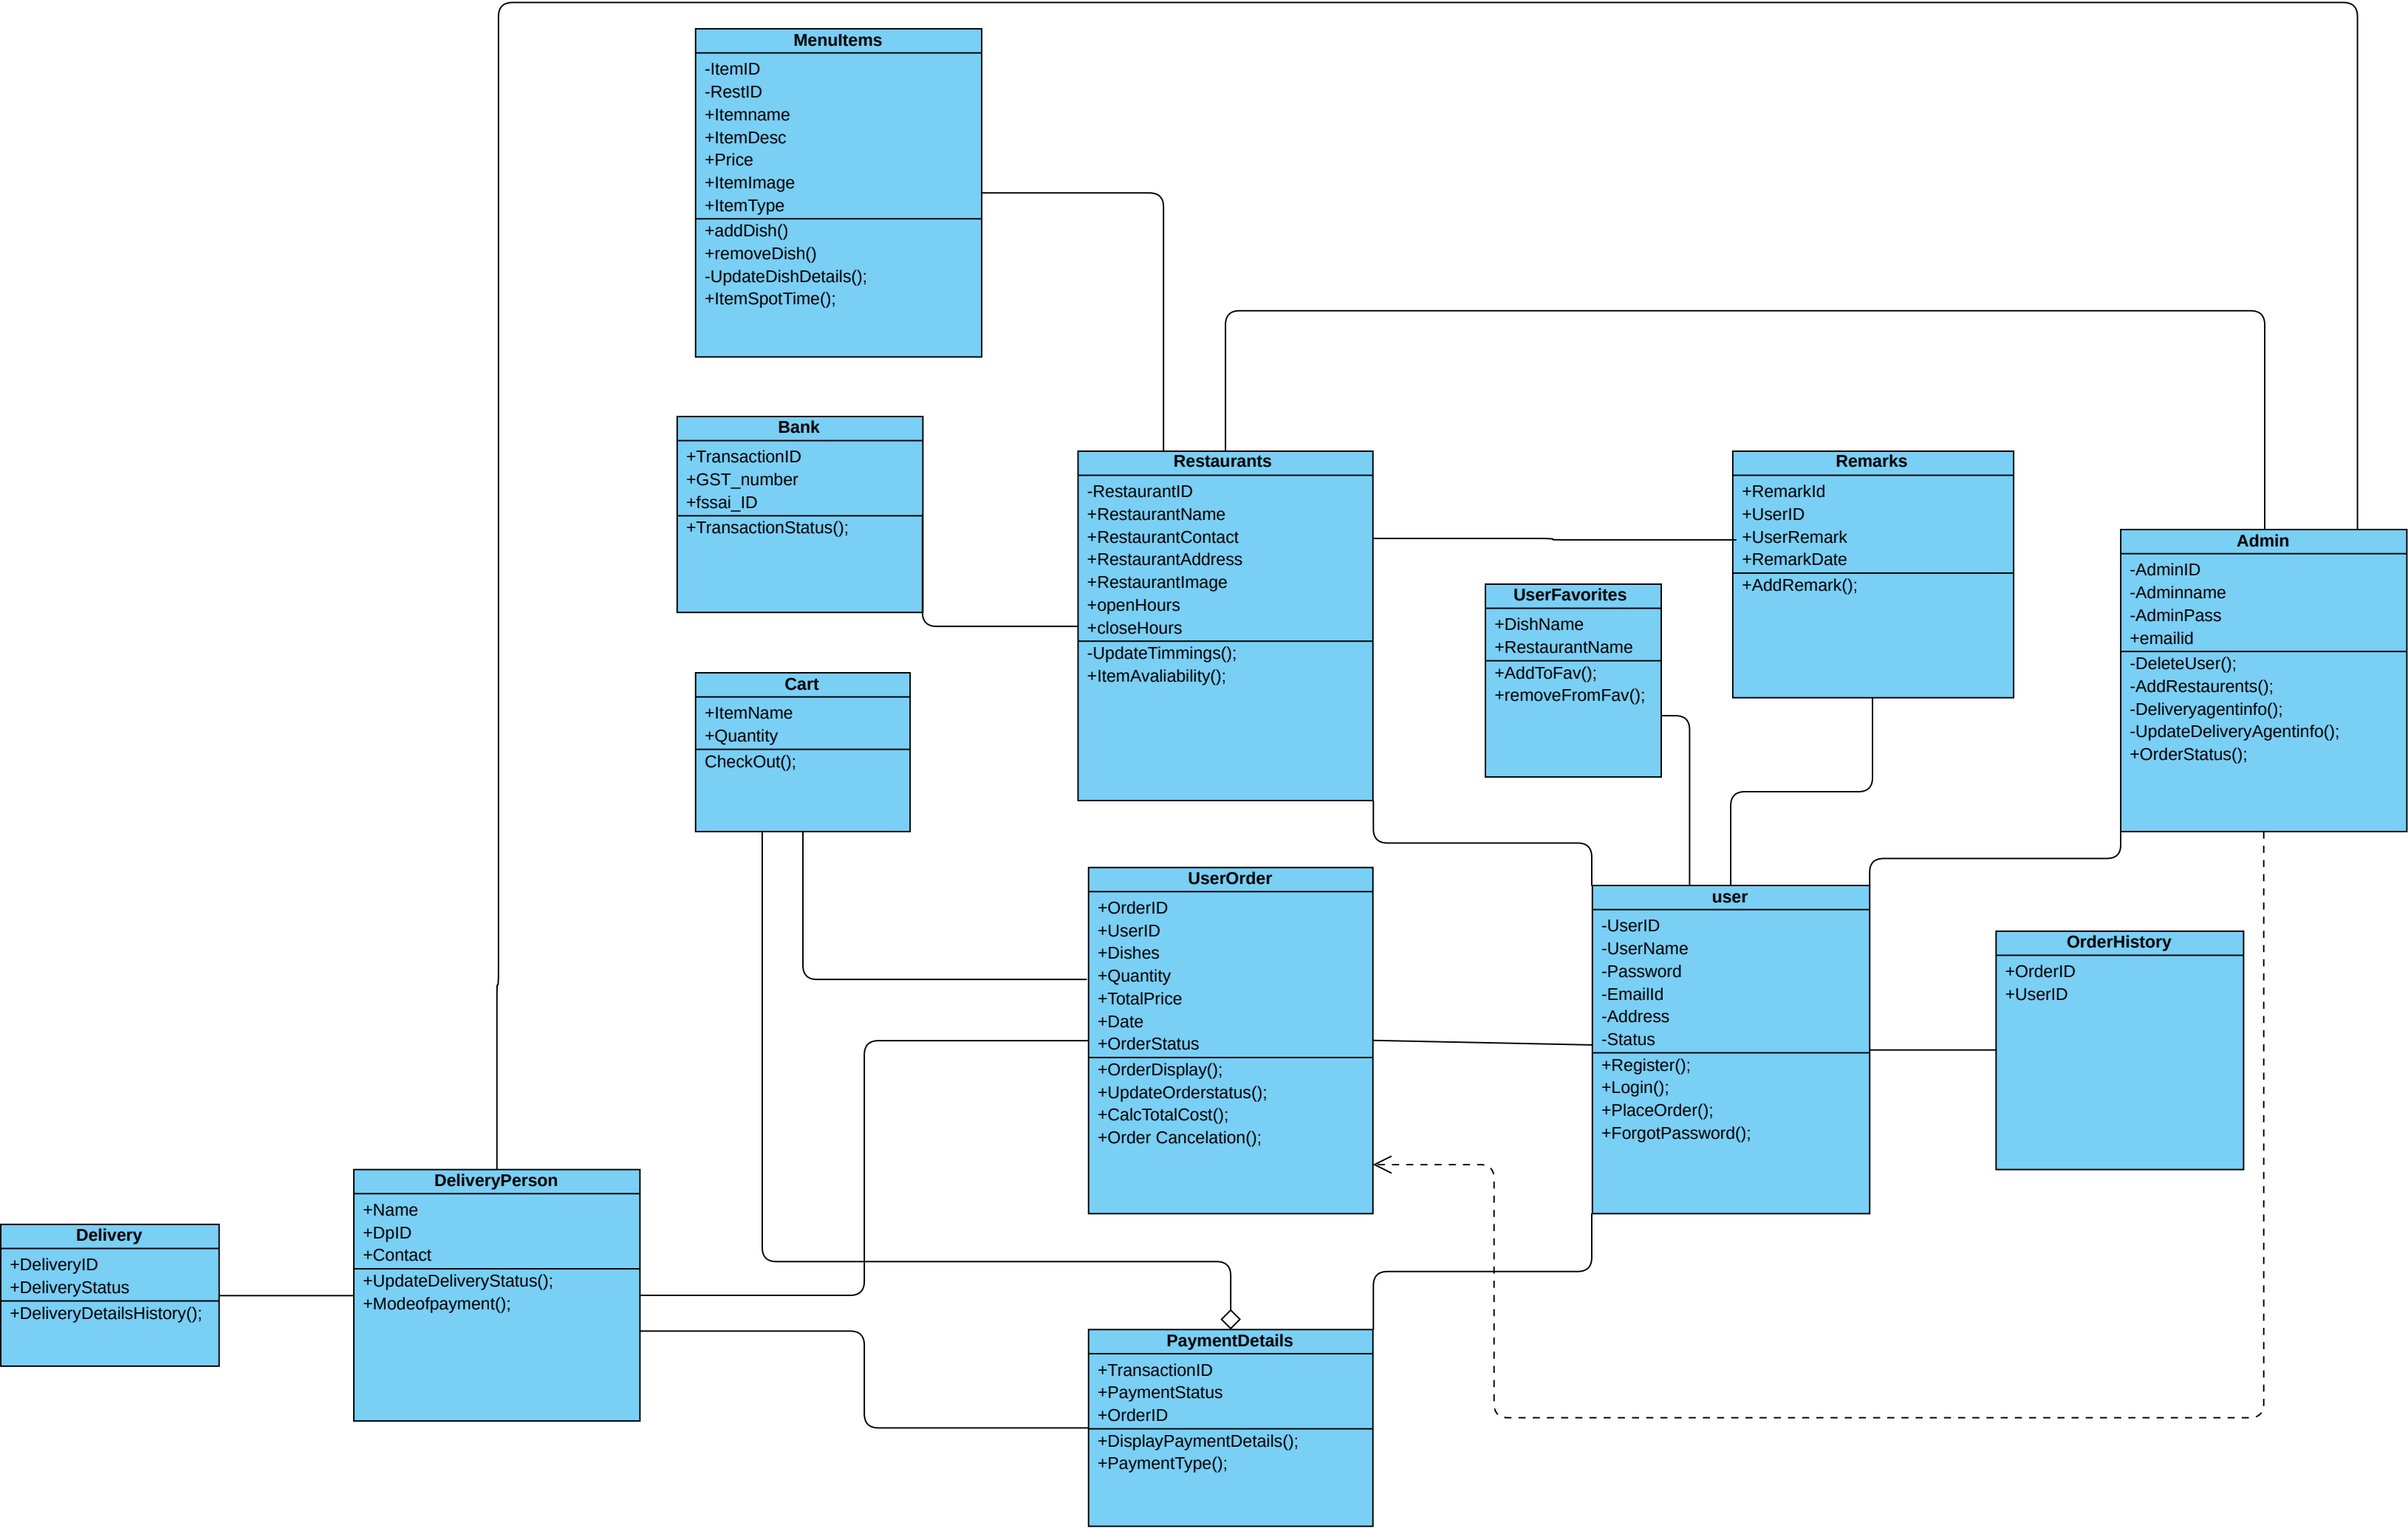 MenuItems
-ItemID
-RestID
+Itemname
+ItemDesc
+Price
+ItemImage
+ItemType
+addDish()
+removeDish()
-UpdateDishDetails();
+ItemSpotTime();
Bank
+TransactionID
+GST_number
+fssai_ID
+TransactionStatus();
Restaurants
-RestaurantID
+RestaurantName
+RestaurantContact
+RestaurantAddress
+RestaurantImage
+openHours
+closeHours
-UpdateTimmings();
+ItemAvaliability();
Remarks
+RemarkId
+UserID
+UserRemark
+RemarkDate
+AddRemark();
Admin
-AdminID
-Adminname
-AdminPass
+emailid
-DeleteUser();
-AddRestaurents();
-Deliveryagentinfo();
-UpdateDeliveryAgentinfo();
+OrderStatus();
UserFavorites
+DishName
+RestaurantName
+AddToFav();
+removeFromFav();
Cart
+ItemName
+Quantity
CheckOut();
UserOrder
+OrderID
+UserID
+Dishes
+Quantity
+TotalPrice
+Date
+OrderStatus
+OrderDisplay();
+UpdateOrderstatus();
+CalcTotalCost();
+Order Cancelation();
user
-UserID
-UserName
-Password
-EmailId
-Address
-Status
+Register();
+Login();
+PlaceOrder();
+ForgotPassword();
OrderHistory
+OrderID
+UserID
DeliveryPerson
+Name
+DpID
+Contact
+UpdateDeliveryStatus();
+Modeofpayment();
Delivery
+DeliveryID
+DeliveryStatus
+DeliveryDetailsHistory();
PaymentDetails
+TransactionID
+PaymentStatus
+OrderID
+DisplayPaymentDetails();
+PaymentType();